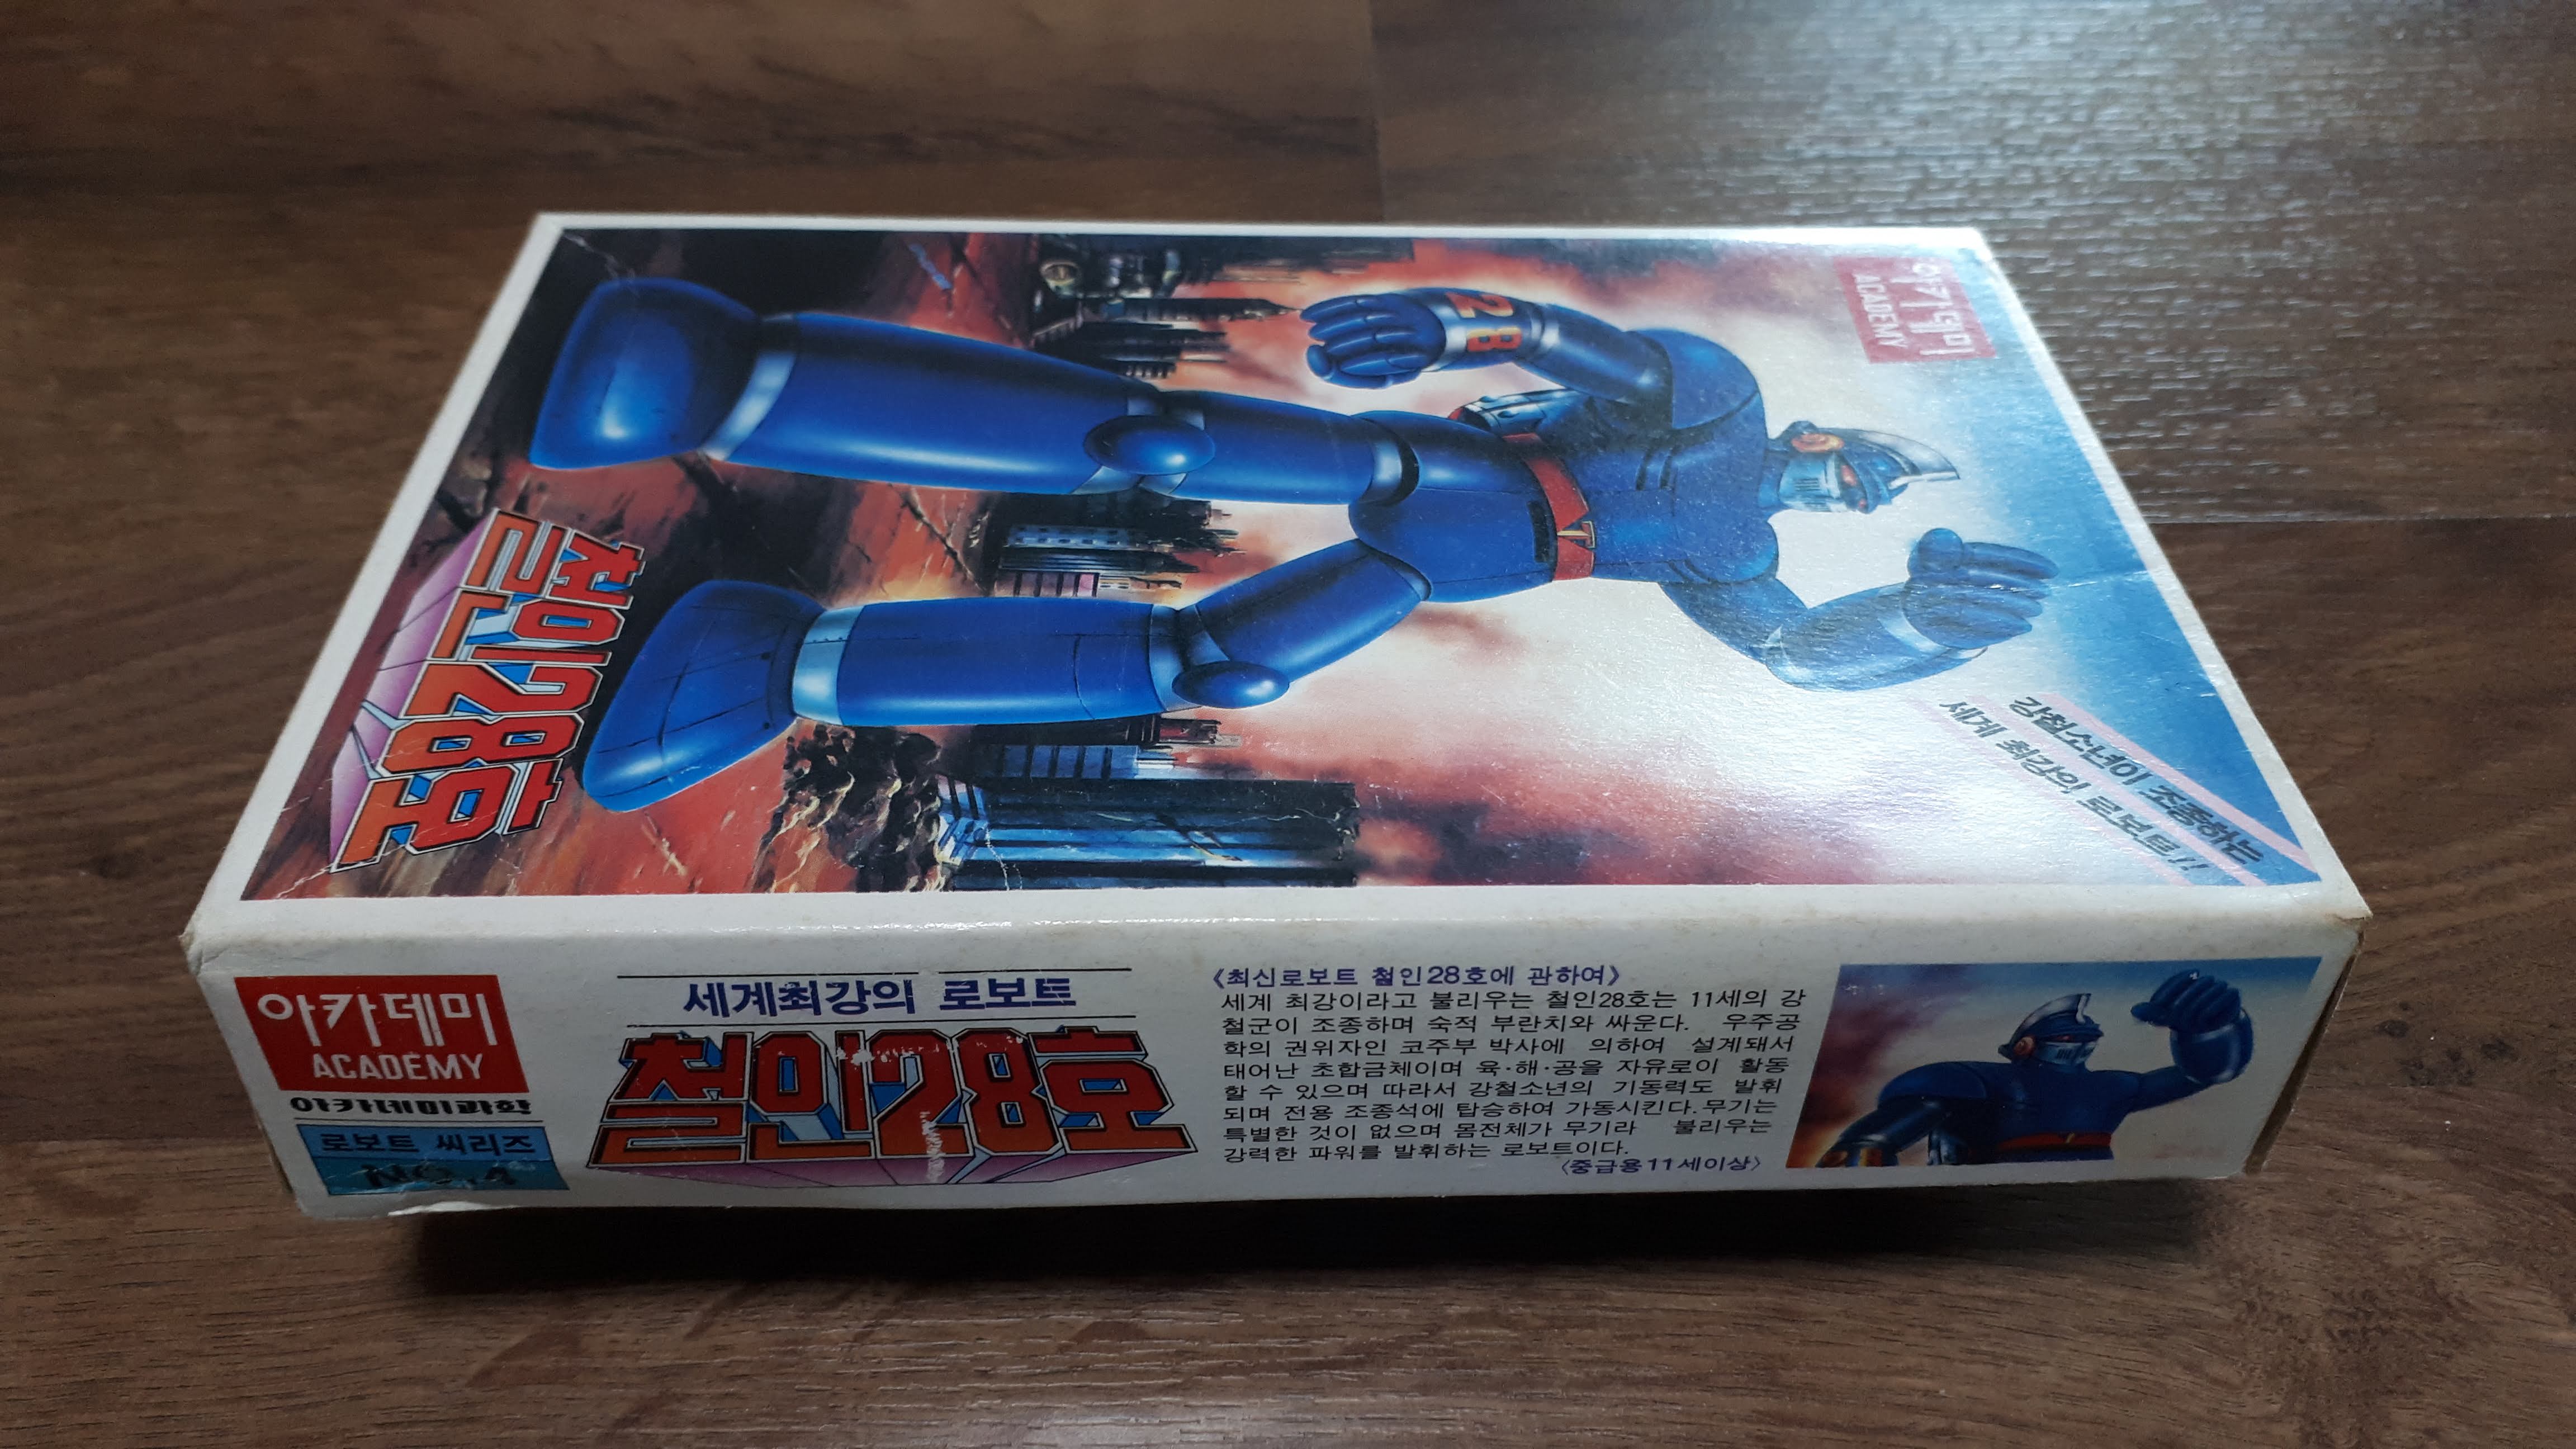 아카데미
ACADEMY
28
T
강철소년이 조종하는
세계 최강의 로보트!!
철인28호
아카데미
ACADEMY
아카데미과학
로보트 씨리즈
NO.4
세계최강의 로보트
철인28호
《최신로보트 철인28호에 관하여》
세계 최강이라고 불리우는 철인28호는 11세의 강
철군이 조종하며 숙적 부란치와 싸운다. 우주공
학의 권위자인 코주부 박사에 의하여 설계돼서
태어난 초합금체이며 육·해·공을 자유로이 활동
할 수 있으며 따라서 강철소년의 기동력도 발휘
되며 전용 조종석에 탑승하여 가동시킨다. 무기는
특별한 것이 없으며 몸전체가 무기라 불리우는
강력한 파워를 발휘하는 로보트이다.
〈중급용11세이상〉